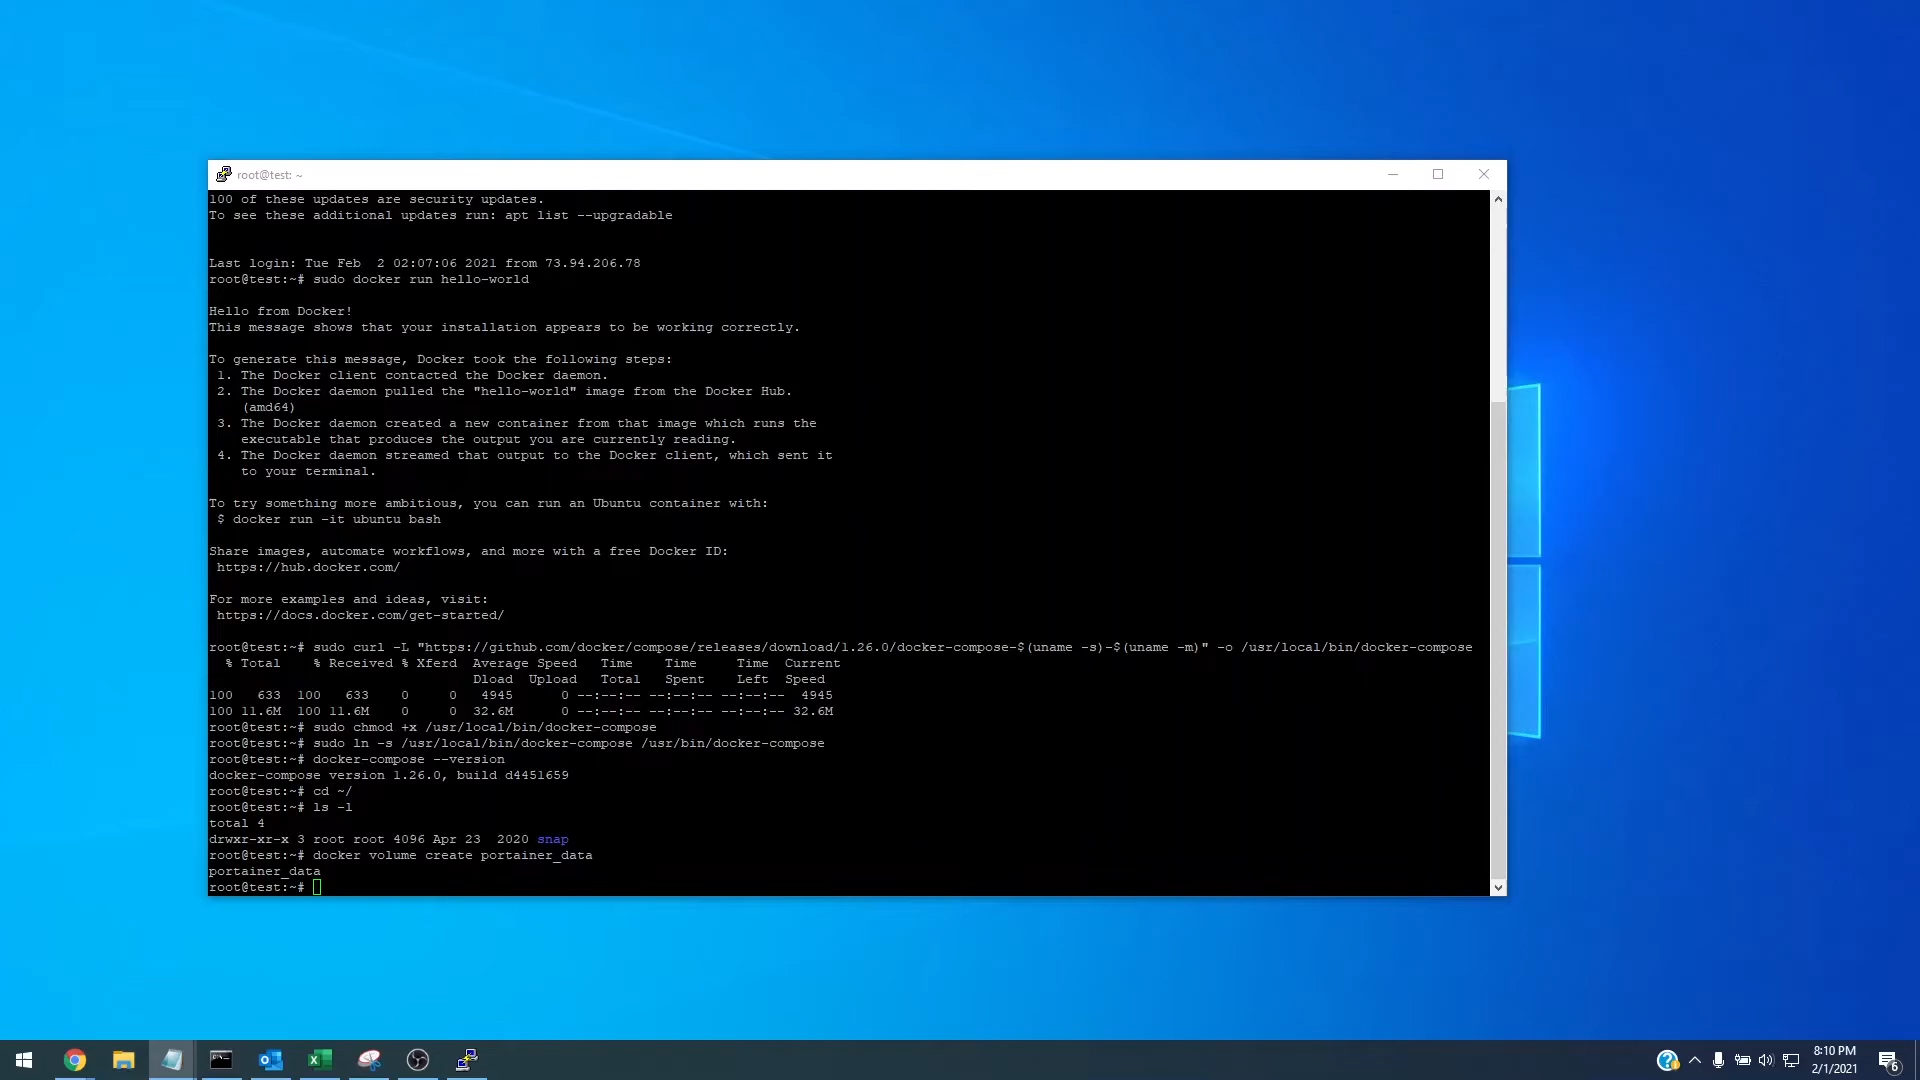 root@test: ~
100 of these updates are security updates.
To see these additional updates run: apt list --upgradable
Last login: Tue Feb  2 02:07:06 2021 from 73.94.206.78
root@test:~# sudo docker run hello-world
Hello from Docker!
This message shows that your installation appears to be working correctly.
To generate this message, Docker took the following steps:
 1. The Docker client contacted the Docker daemon.
 2. The Docker daemon pulled the "hello-world" image from the Docker Hub.
    (amd64)
 3. The Docker daemon created a new container from that image which runs the
    executable that produces the output you are currently reading.
 4. The Docker daemon streamed that output to the Docker client, which sent it
    to your terminal.
To try something more ambitious, you can run an Ubuntu container with:
 $ docker run -it ubuntu bash
Share images, automate workflows, and more with a free Docker ID:
 https://hub.docker.com/
For more examples and ideas, visit:
 https://docs.docker.com/get-started/
root@test:~# sudo curl -L "https://github.com/docker/compose/releases/download/1.26.0/docker-compose-$(uname -s)-$(uname -m)" -o /usr/local/bin/docker-compose
  % Total    % Received % Xferd  Average Speed   Time    Time     Time  Current
                                 Dload  Upload   Total   Spent    Left  Speed
100   633  100   633    0     0   4945      0 --:--:-- --:--:-- --:--:--  4945
100 11.6M  100 11.6M    0     0  32.6M      0 --:--:-- --:--:-- --:--:-- 32.6M
root@test:~# sudo chmod +x /usr/local/bin/docker-compose
root@test:~# sudo ln -s /usr/local/bin/docker-compose /usr/bin/docker-compose
root@test:~# docker-compose --version
docker-compose version 1.26.0, build d4451659
root@test:~# cd ~/
root@test:~# ls -l
total 4
drwxr-xr-x 3 root root 4096 Apr 23  2020 snap
root@test:~# docker volume create portainer_data
portainer_data
root@test:~#
8:10 PM
2/1/2021
6